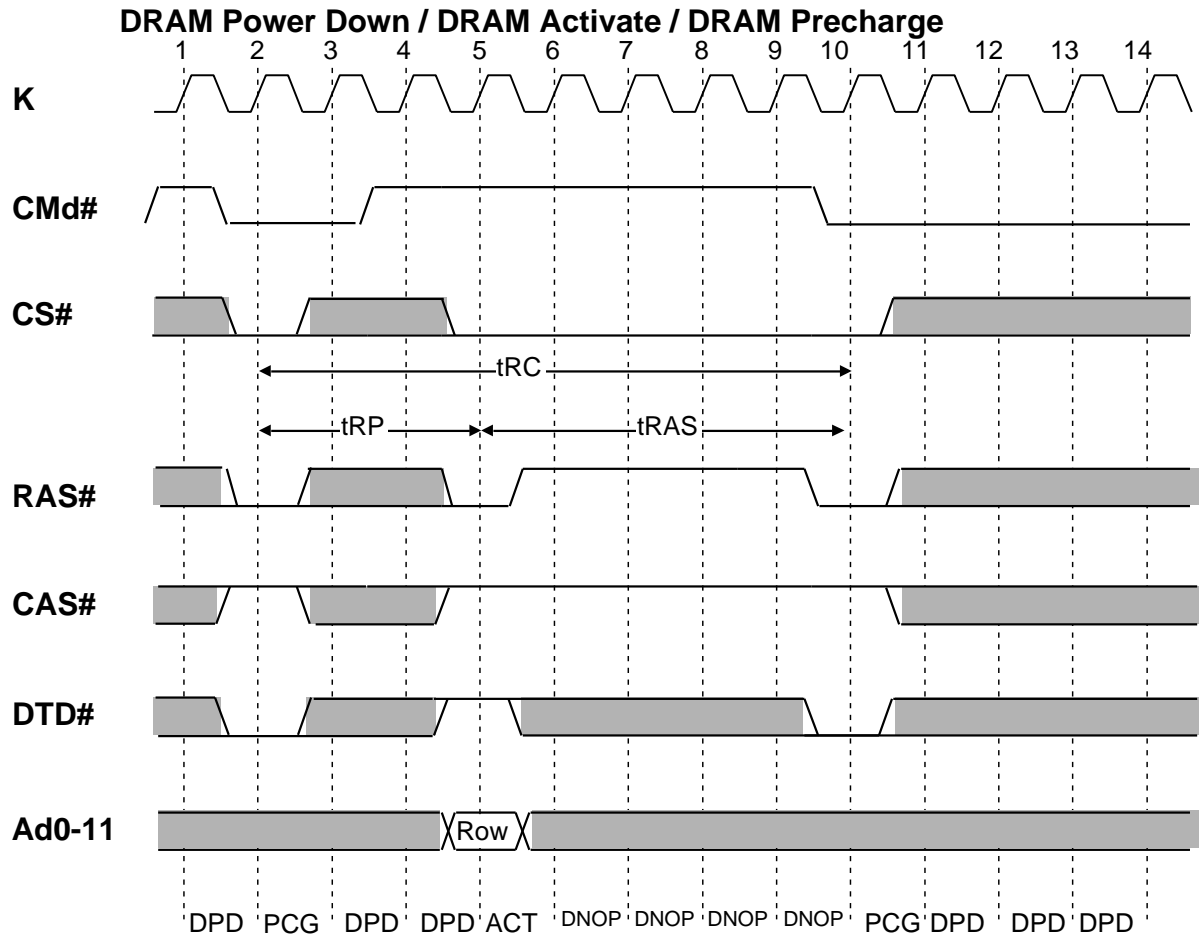 DRAM Power Down / DRAM Activate / DRAM Precharge
1 2 3 4 5 6 7 8 9 10 11 12 13 14
K
CMd#
CS#
tRC
tRP tRAS
RAS#
CAS#
DTD#
Ad0-11 Row
DPD PCG DPD DPD ACT DNOP DNOP DNOP DNOP PCG DPD DPD DPD